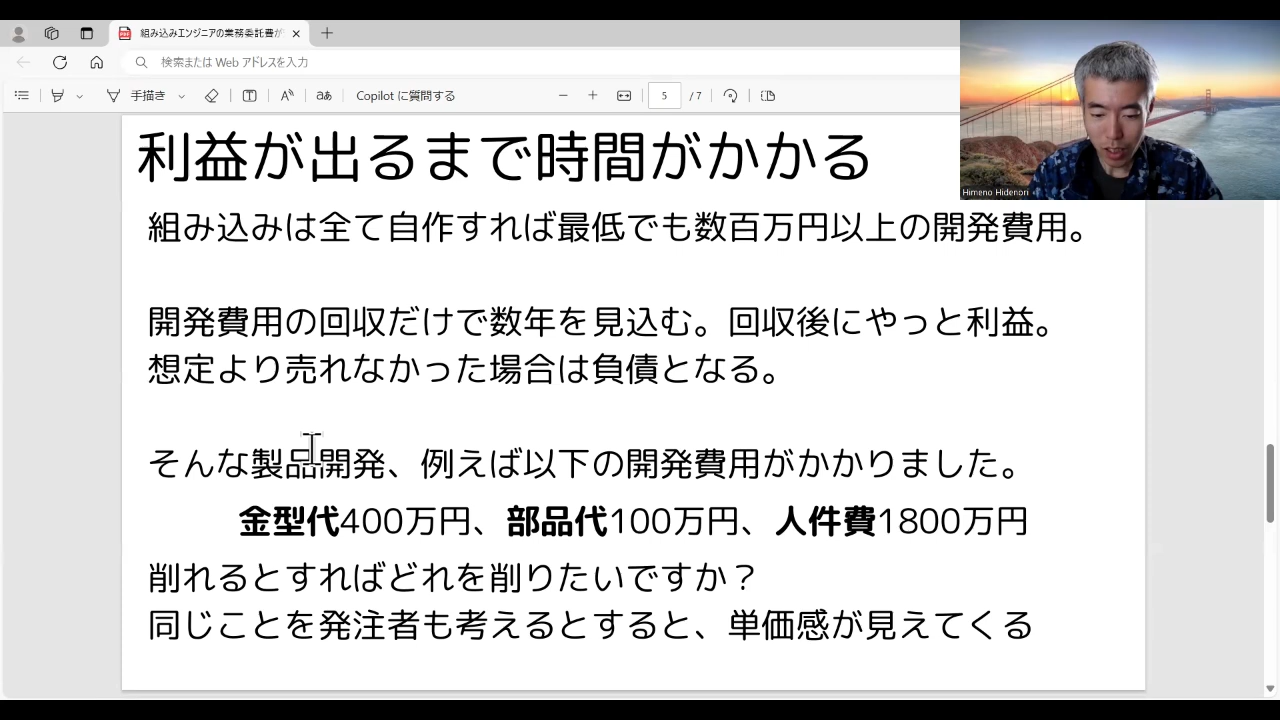 組み込みエンジニアの業務委託費が
検索または Web アドレスを入力
手描き
aあ
Copilot に質問する
5 / 7
Himeno Hidenori
利益が出るまで時間がかかる
組み込みは全て自作すれば最低でも数百万円以上の開発費用。
開発費用の回収だけで数年を見込む。回収後にやっと利益。
想定より売れなかった場合は負債となる。
そんな製品開発、例えば以下の開発費用がかかりました。
金型代400万円、部品代100万円、人件費1800万円
削れるとすればどれを削りたいですか？
同じことを発注者も考えるとすると、単価感が見えてくる